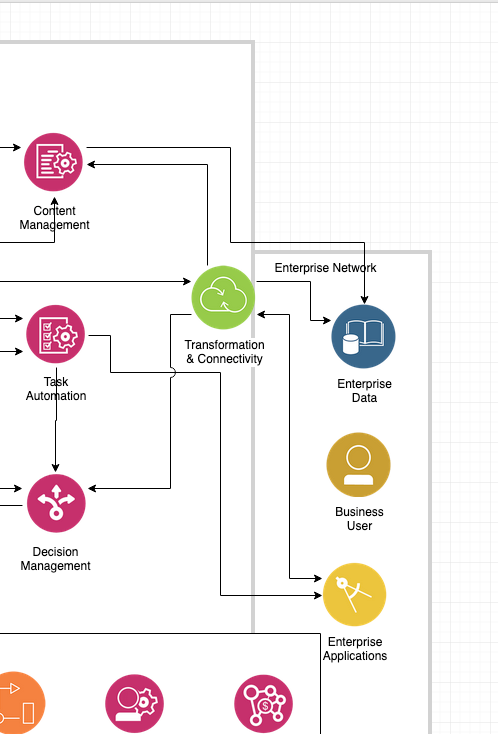 Content
Management
Enterprise Network
Transformation
& Connectivity
Task
Automation
Enterprise
Data
Business
User
Decision
Management
Enterprise
Applications
$